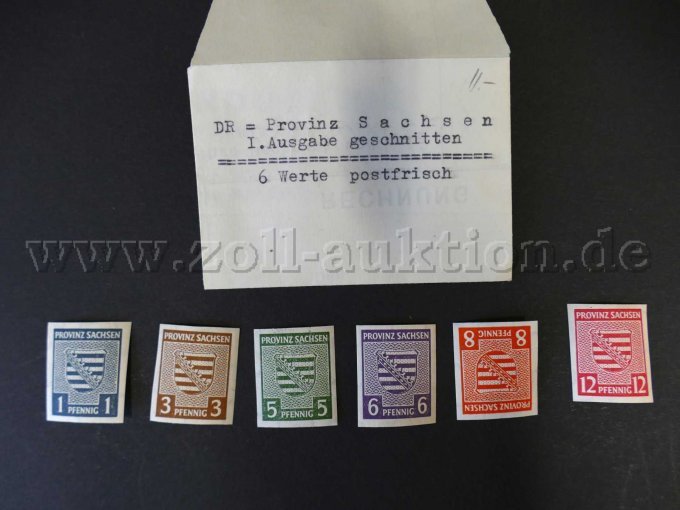 11.-
DR = Provinz Sachsen
I.Ausgabe geschnitten
==============================
6 Werte postfrisch
RECHNUNG
www.zoll-auktion.de
PROVINZ SACHSEN
1 PFENNIG 1
PROVINZ SACHSEN
3 PFENNIG 3
PROVINZ SACHSEN
5 PFENNIG 5
PROVINZ SACHSEN
6 PFENNIG 6
PROVINZ SACHSEN
8 PFENNIG 8
PROVINZ SACHSEN
12 PFENNIG 12